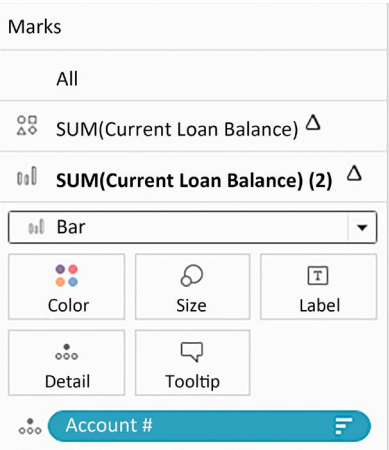 Marks
All
SUM(Current Loan Balance) Δ
SUM(Current Loan Balance) (2) Δ
Bar
Color Size Label
Detail Tooltip
Account #